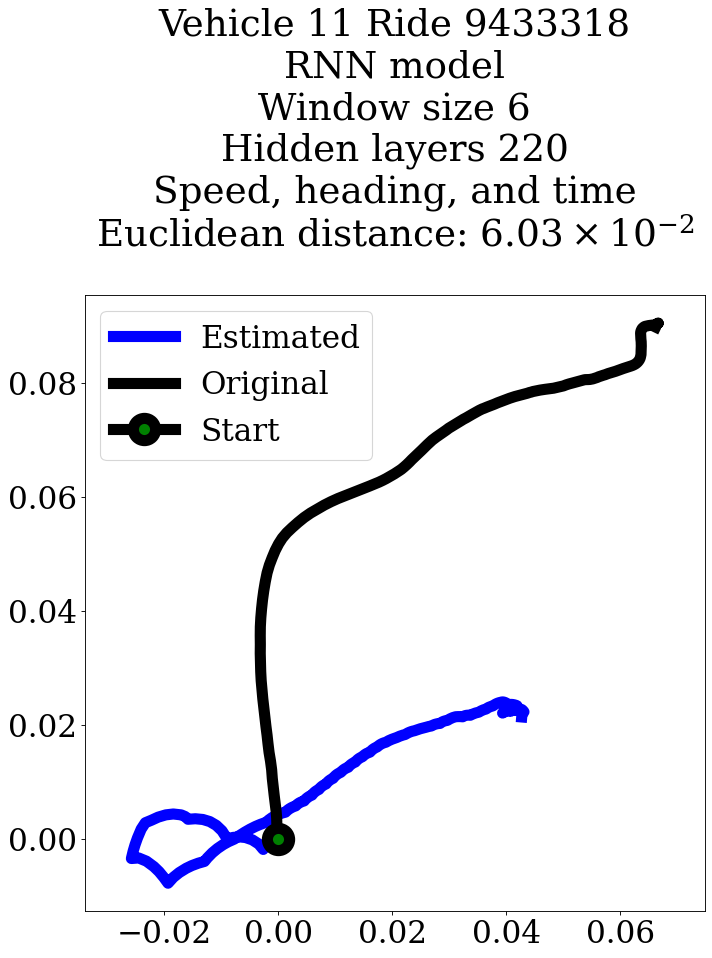 Vehicle 11 Ride 9433318
RNN model
Window size 6
Hidden layers 220
Speed, heading, and time
Euclidean distance: 6.03 × 10⁻²
Estimated
Original
Start
0.08
0.06
0.04
0.02
0.00
−0.02 0.00 0.02 0.04 0.06